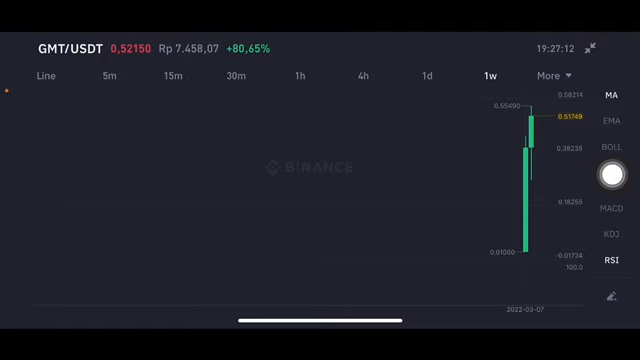 GMT/USDT 0,52150 Rp 7.458,07 +80,65% 19:27:12
Line 5m 15m 30m 1h 4h 1d 1w More
0.58214
MA
0.55490
0.51749
EMA
0.38235
BOLL
BINANCE
0.18255
MACD
KDJ
0.01000
-0.01724
RSI
100.0
2022-03-07